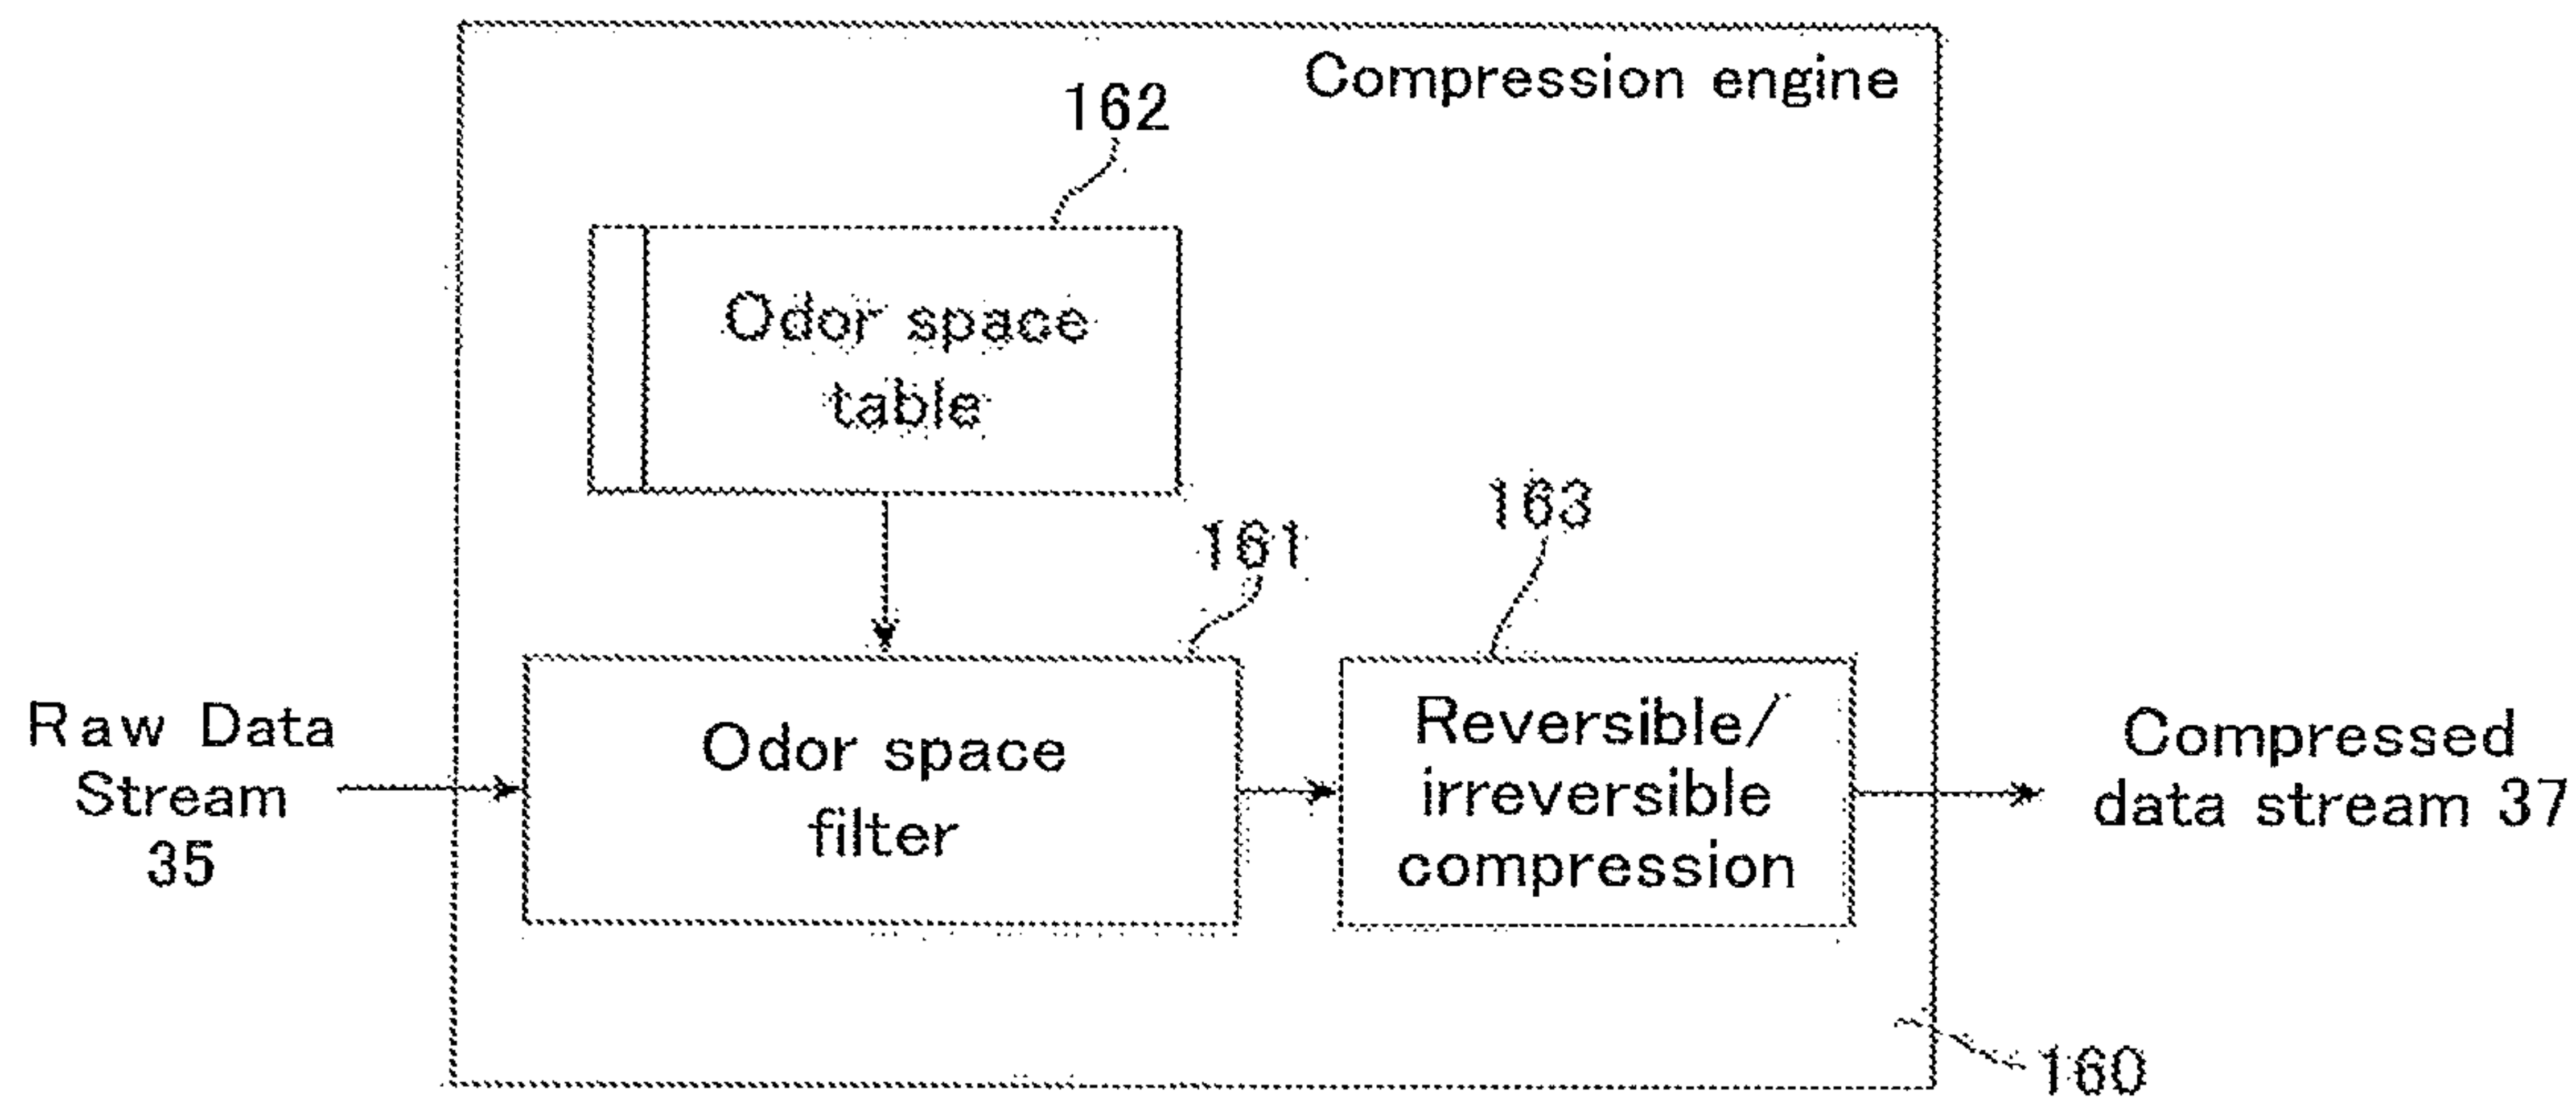 Compression engine
162
Odor space
table
161
163
Raw Data
Stream
35
Odor space
filter
Reversible/
irreversible
compression
Compressed
data stream 37
160